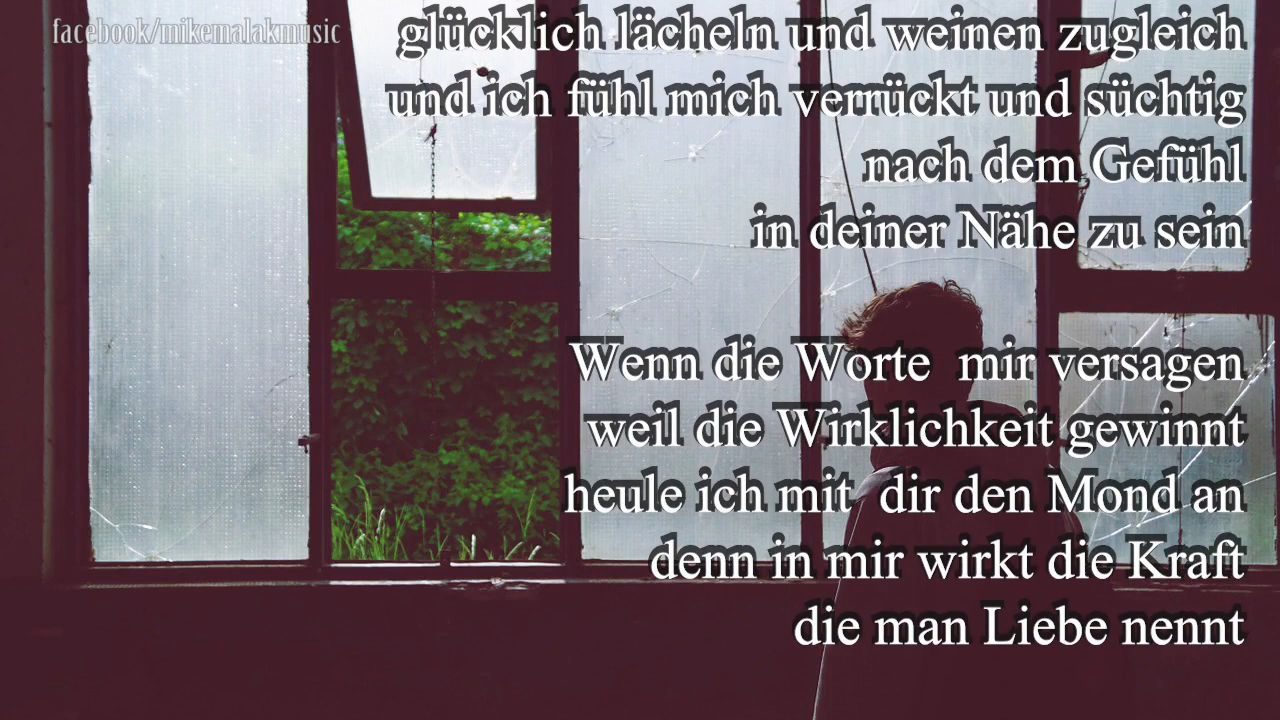 facebook/mikemalakmusic
glücklich lächeln und weinen zugleich
und ich fühl mich verrückt und süchtig
nach dem Gefühl
in deiner Nähe zu sein
Wenn die Worte  mir versagen
weil die Wirklichkeit gewinnt
heule ich mit  dir den Mond an
denn in mir wirkt die Kraft
die man Liebe nennt